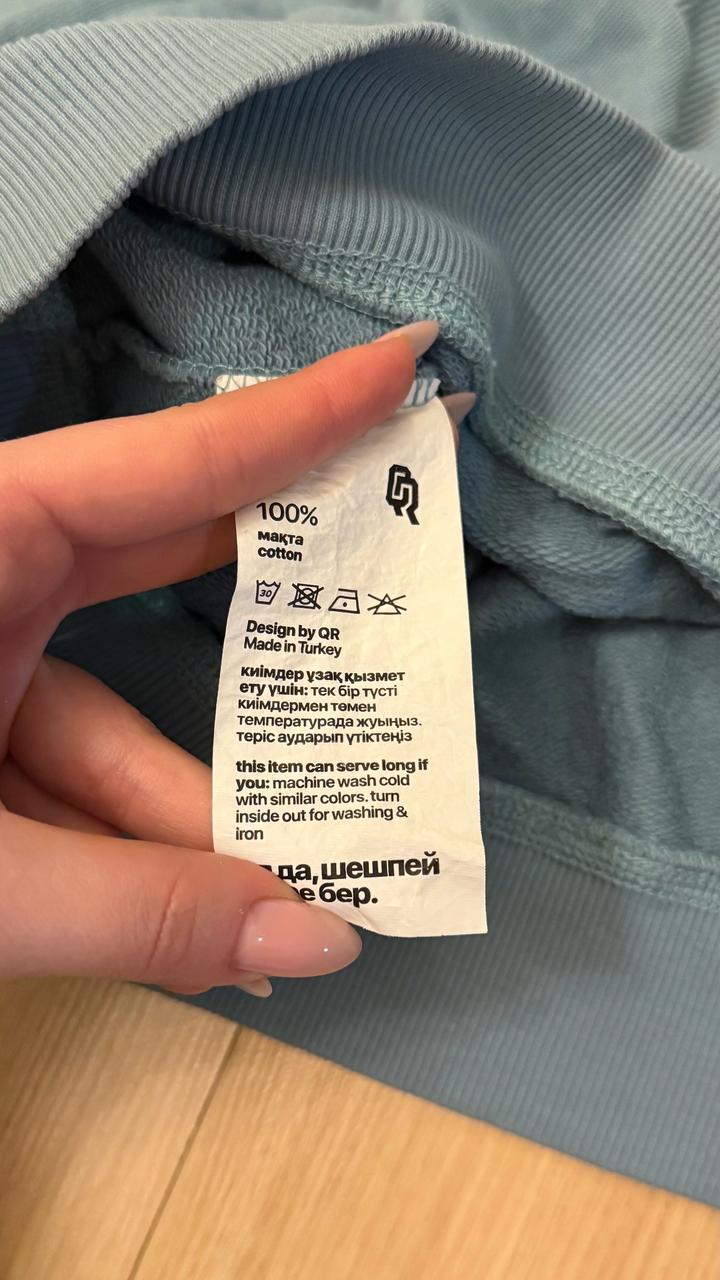 QR
100%
мақта
cotton
30
Design by QR
Made in Turkey
киімдер ұзақ қызмет
ету үшін: тек бір түсті
киімдермен төмен
температурада жуыңыз.
теріс аударып үтіктеңіз
this item can serve long if
you: machine wash cold
with similar colors. turn
inside out for washing &
iron
шешпей
бер.